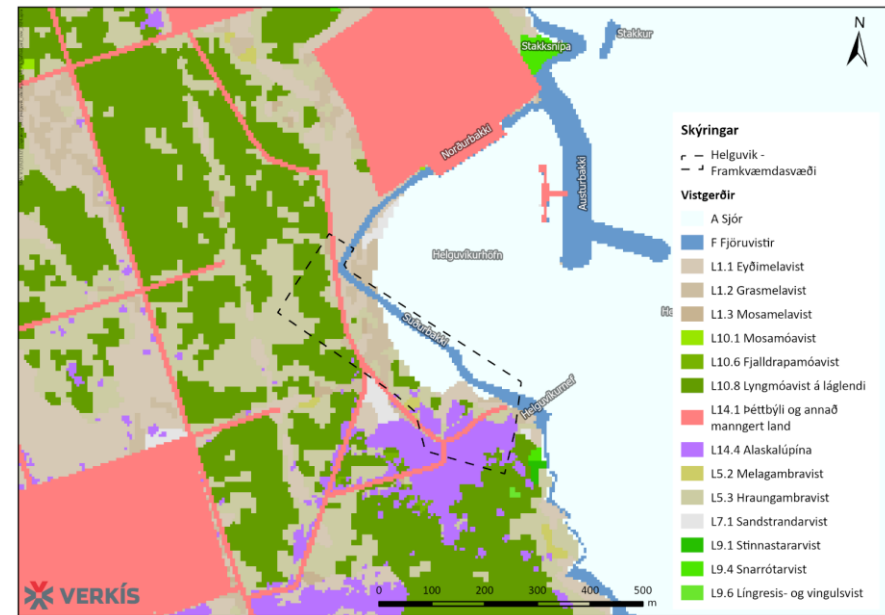 Stakkur
Stakksnípa
N
Norðurbakki
Austurbakki
Helguvíkurhöfn
Suðurbakki
Helguvíkurnef
He
Skýringar
Helguvik -
Framkvæmdasvæði
Vistgerðir
A Sjór
F Fjöruvistir
L1.1 Eyðimelavist
L1.2 Grasmelavist
L1.3 Mosamelavist
L10.1 Mosamóavist
L10.6 Fjalldrapamóavist
L10.8 Lyngmóavist á láglendi
L14.1 Þéttbýli og annað
manngert land
L14.4 Alaskalúpína
L5.2 Melagambravist
L5.3 Hraungambravist
L7.1 Sandstrandarvist
L9.1 Stinnastararvist
L9.4 Snarrótarvist
L9.6 Língresis- og vingulsvist
VERKÍS
0 100 200 300 400 500
m